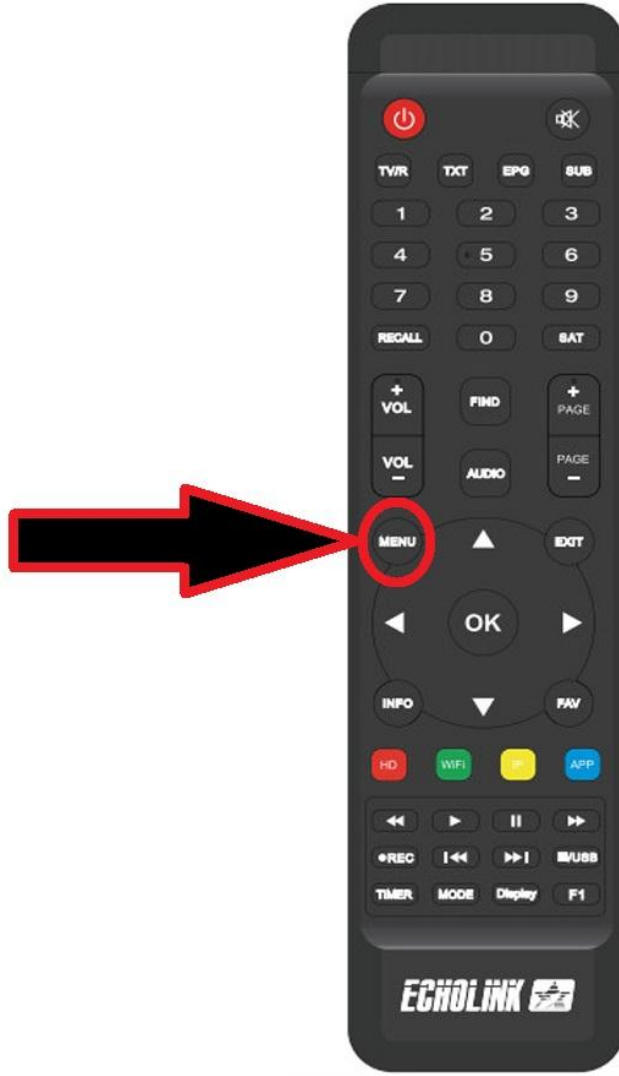 TV/R TXT EPG SUB
1 2 3
4 5 6
7 8 9
RECALL 0 SAT
+ VOL FIND + PAGE
VOL - AUDIO PAGE -
MENU EXIT
OK
INFO FAV
HD WiFi IP APP
REC /USB
TIMER MODE Display F1
ECHOLINK